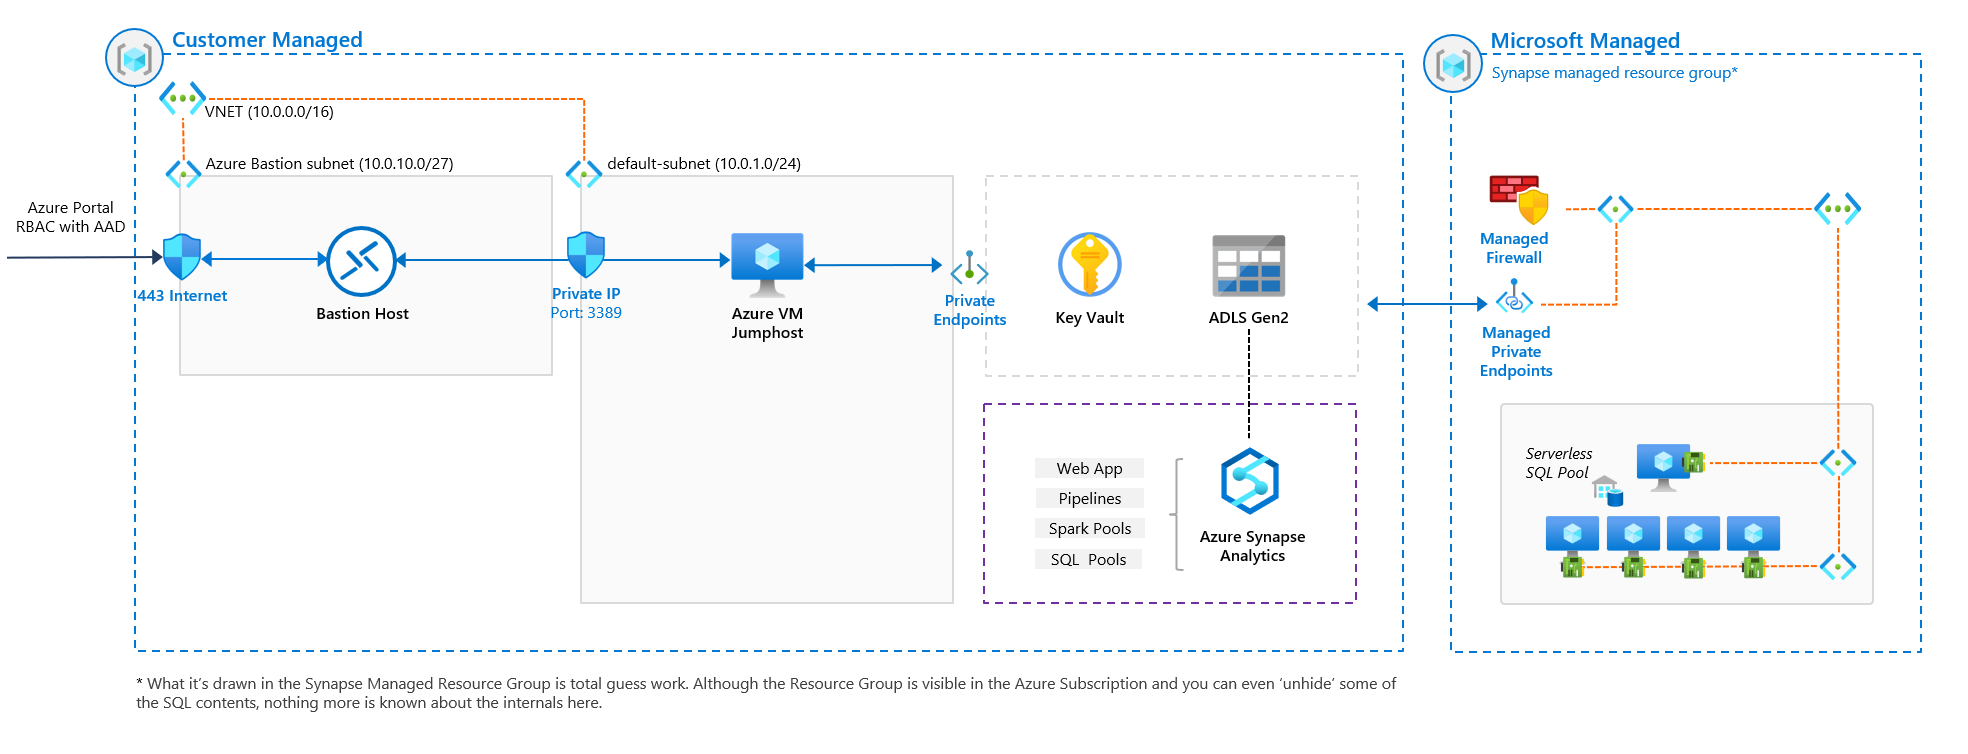 Customer Managed
Microsoft Managed
Synapse managed resource group*
VNET (10.0.0.0/16)
Azure Bastion subnet (10.0.10.0/27)
default-subnet (10.0.1.0/24)
Azure Portal
RBAC with AAD
443 Internet
Bastion Host
Private IP
Port: 3389
Azure VM
Jumphost
Private
Endpoints
Key Vault
ADLS Gen2
Managed
Firewall
Managed
Private
Endpoints
Web App
Pipelines
Spark Pools
SQL Pools
Azure Synapse
Analytics
Serverless
SQL Pool
* What it’s drawn in the Synapse Managed Resource Group is total guess work. Although the Resource Group is visible in the Azure Subscription and you can even ‘unhide’ some of
the SQL contents, nothing more is known about the internals here.